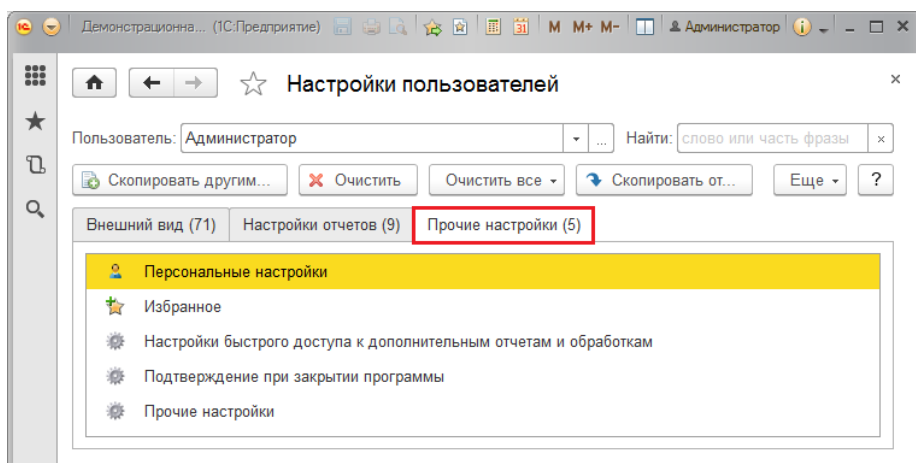 Демонстрационна... (1С:Предприятие) 31 M M+ M- Администратор
Настройки пользователей
Пользователь: Администратор ... Найти: слово или часть фразы ×
Скопировать другим... Очистить Очистить все Скопировать от... Еще ?
Внешний вид (71) Настройки отчетов (9) Прочие настройки (5)
Персональные настройки
Избранное
Настройки быстрого доступа к дополнительным отчетам и обработкам
Подтверждение при закрытии программы
Прочие настройки